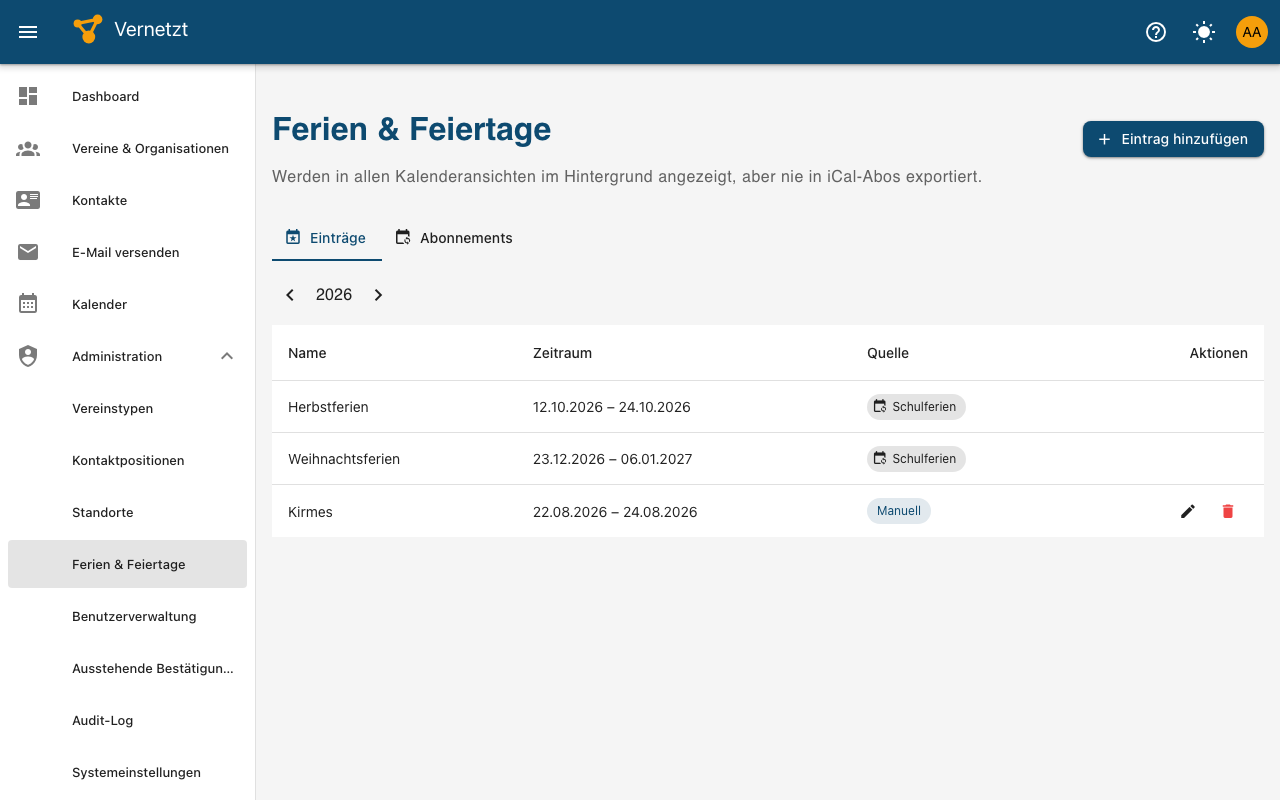 Vernetzt
AA
Dashboard
Vereine & Organisationen
Kontakte
E-Mail versenden
Kalender
Administration
Vereinstypen
Kontaktpositionen
Standorte
Ferien & Feiertage
Benutzerverwaltung
Ausstehende Bestätigun...
Audit-Log
Systemeinstellungen
Ferien & Feiertage
Eintrag hinzufügen
Werden in allen Kalenderansichten im Hintergrund angezeigt, aber nie in iCal-Abos exportiert.
Einträge Abonnements
2026
Name Zeitraum Quelle Aktionen
Herbstferien 12.10.2026 – 24.10.2026 Schulferien
Weihnachtsferien 23.12.2026 – 06.01.2027 Schulferien
Kirmes 22.08.2026 – 24.08.2026 Manuell